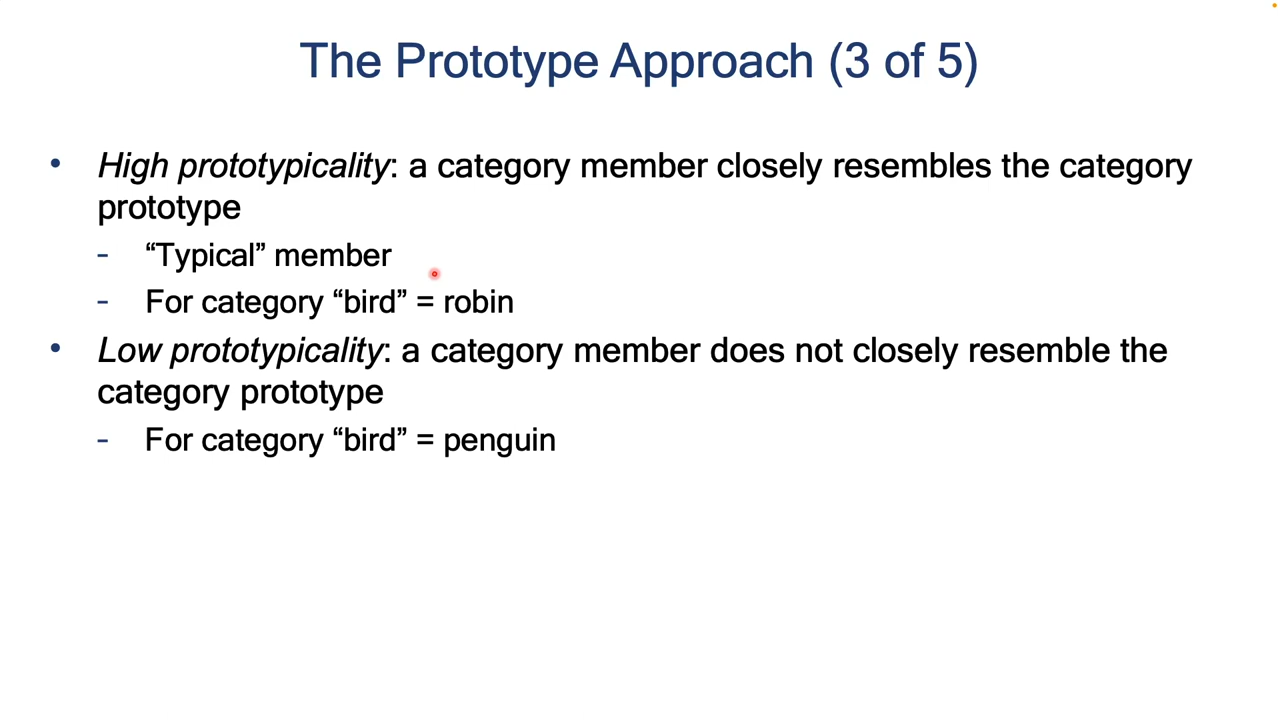 The Prototype Approach (3 of 5)
• High prototypicality: a category member closely resembles the category
prototype
- “Typical” member
- For category “bird” = robin
• Low prototypicality: a category member does not closely resemble the
category prototype
- For category “bird” = penguin